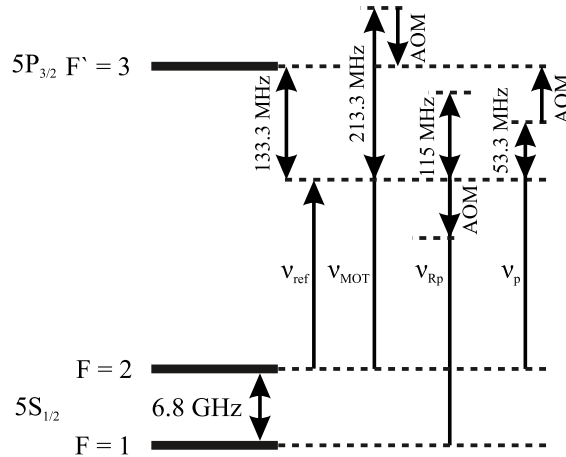 5P3/2 F` = 3
133.3 MHz
213.3 MHz
AOM
115 MHz
AOM
53.3 MHz
AOM
νref
νMOT
νRp
νp
F = 2
5S1/2
6.8 GHz
F = 1